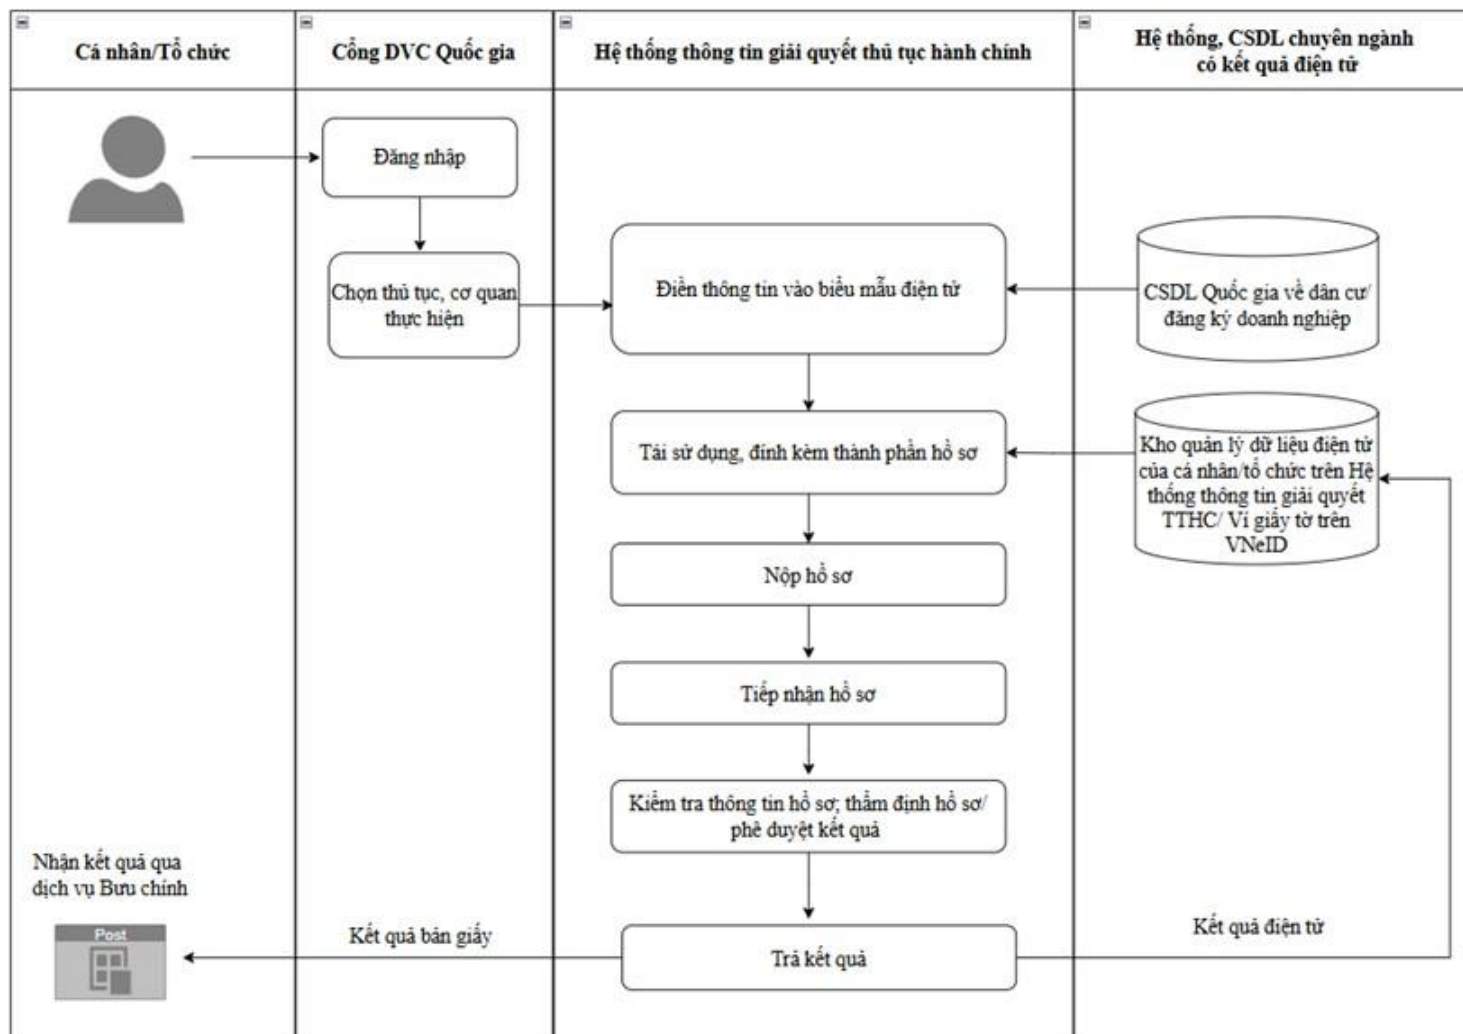 Cá nhân/Tổ chức
Cổng DVC Quốc gia
Hệ thống thông tin giải quyết thủ tục hành chính
Hệ thống, CSDL chuyên ngành
có kết quả điện tử
Đăng nhập
Chọn thủ tục, cơ quan
thực hiện
Điền thông tin vào biểu mẫu điện tử
CSDL Quốc gia về dân cư/
đăng ký doanh nghiệp
Tái sử dụng, đính kèm thành phần hồ sơ
Kho quản lý dữ liệu điện tử
của cá nhân/tổ chức trên Hệ
thống thông tin giải quyết
TTHC/ Ví giấy tờ trên
VNeID
Nộp hồ sơ
Tiếp nhận hồ sơ
Kiểm tra thông tin hồ sơ; thẩm định hồ sơ/
phê duyệt kết quả
Nhận kết quả qua
dịch vụ Bưu chính
Post
Kết quả bản giấy
Trả kết quả
Kết quả điện tử